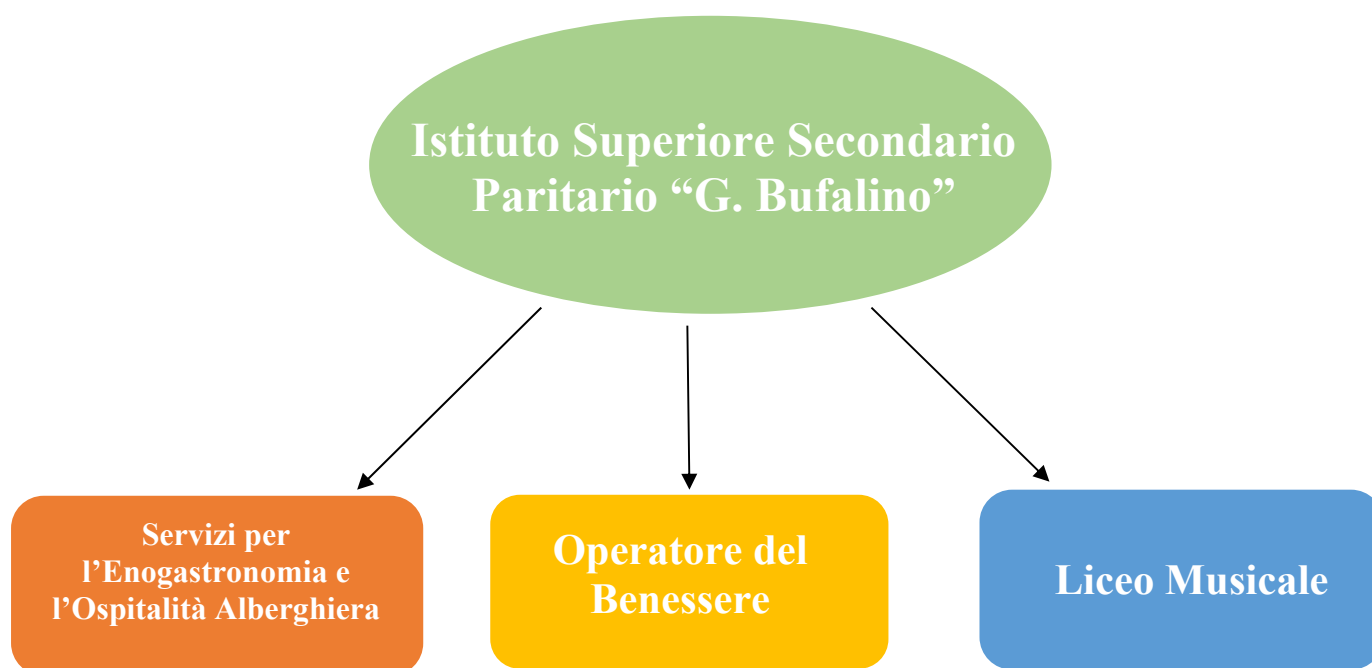 Istituto Superiore Secondario
Paritario “G. Bufalino”
Servizi per
l’Enogastronomia e
l’Ospitalità Alberghiera
Operatore del
Benessere
Liceo Musicale